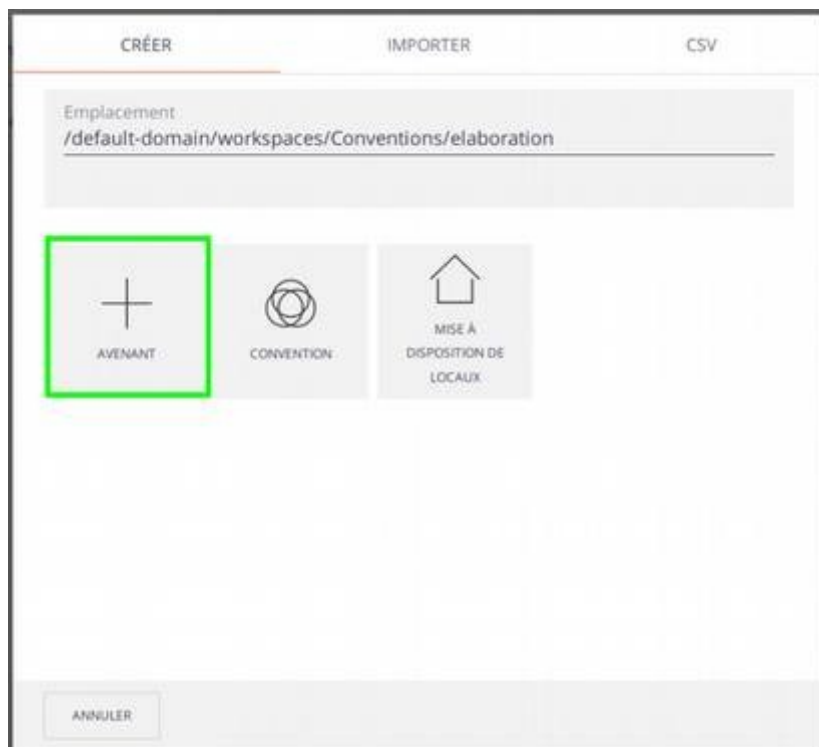 CRÉER
IMPORTER
CSV
Emplacement
/default-domain/workspaces/Conventions/elaboration
AVENANT
CONVENTION
MISE À
DISPOSITION DE
LOCAUX
ANNULER